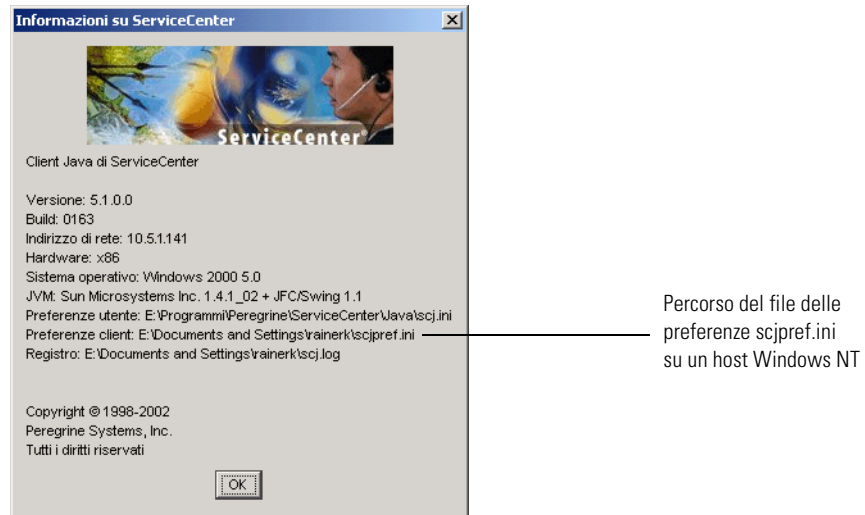 Informazioni su ServiceCenter
ServiceCenter®
Client Java di ServiceCenter
Versione: 5.1.0.0
Build: 0163
Indirizzo di rete: 10.5.1.141
Hardware: x86
Sistema operativo: Windows 2000 5.0
JVM: Sun Microsystems Inc. 1.4.1_02 + JFC/Swing 1.1
Preferenze utente: E:\Programmi\Peregrine\ServiceCenter\Java\scj.ini
Preferenze client: E:\Documents and Settings\rainerk\scjpref.ini
Registro: E:\Documents and Settings\rainerk\scj.log
Copyright © 1998-2002
Peregrine Systems, Inc.
Tutti i diritti riservati
OK
Percorso del file delle
preferenze scjpref.ini
su un host Windows NT